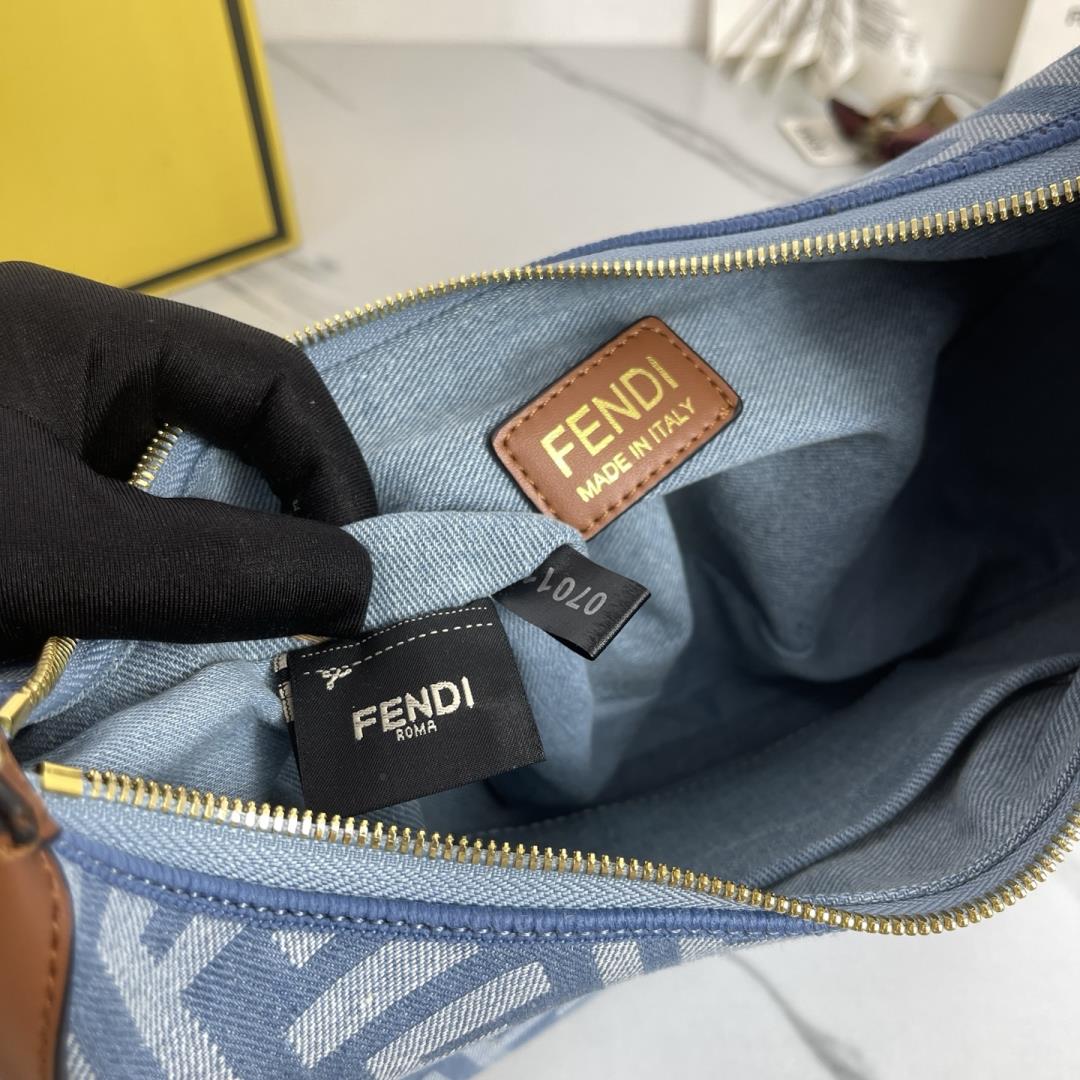 FENDI
MADE IN ITALY
0701
FENDI
ROMA